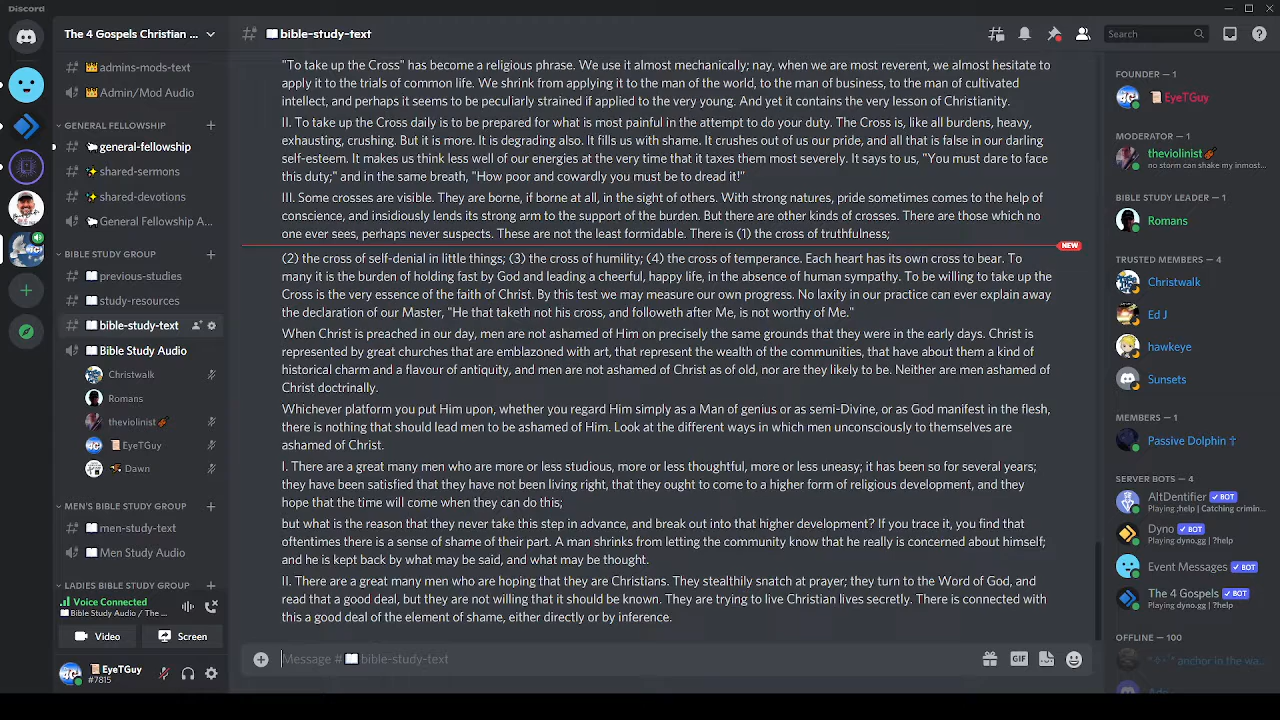 Discord
The 4 Gospels Christian ...
admins-mods-text
Admin/Mod Audio
GENERAL FELLOWSHIP
general-fellowship
shared-sermons
shared-devotions
General Fellowship A...
BIBLE STUDY GROUP
previous-studies
study-resources
bible-study-text
Bible Study Audio
Christwalk
Romans
theviolinist
EyeTGuy
Dawn
MEN'S STUDY GROUP
men-study-text
Men Study Audio
LADIES BIBLE STUDY GROUP
Voice Connected
Bible Study Audio / The ...
Video
Screen
EyeTGuy
#7815
bible-study-text
Search
"To take up the Cross" has become a religious phrase. We use it almost mechanically; nay, when we are most reverent, we almost hesitate to
apply it to the trials of common life. We shrink from applying it to the man of the world, to the man of business, to the man of cultivated
intellect, and perhaps it seems to be peculiarly strained if applied to the very young. And yet it contains the very lesson of Christianity.
II. To take up the Cross daily is to be prepared for what is most painful in the attempt to do your duty. The Cross is, like all burdens, heavy,
exhausting, crushing. But it is more. It is degrading also. It fills us with shame. It crushes out of us our pride, and all that is false in our darling
self-esteem. It makes us think less well of our energies at the very time that it taxes them most severely. It says to us, "You must dare to face
this duty;" and in the same breath, "How poor and cowardly you must be to dread it!"
III. Some crosses are visible. They are borne, if borne at all, in the sight of others. With strong natures, pride sometimes comes to the help of
conscience, and insidiously lends its strong arm to the support of the burden. But there are other kinds of crosses. There are those which no
one ever sees, perhaps never suspects. These are not the least formidable. There is (1) the cross of truthfulness;
NEW
(2) the cross of self-denial in little things; (3) the cross of humility; (4) the cross of temperance. Each heart has its own cross to bear. To
many it is the burden of holding fast by God and leading a cheerful, happy life, in the absence of human sympathy. To be willing to take up the
Cross is the very essence of the faith of Christ. By this test we may measure our own progress. No laxity in our practice can ever explain away
the declaration of our Master, "He that taketh not his cross, and followeth after Me, is not worthy of Me."
When Christ is preached in our day, men are not ashamed of Him on precisely the same grounds that they were in the early days. Christ is
represented by great churches that are emblazoned with art, that represent the wealth of the communities, that have about them a kind of
historical charm and a flavour of antiquity, and men are not ashamed of Christ as of old, nor are they likely to be. Neither are men ashamed of
Christ doctrinally.
Whichever platform you put Him upon, whether you regard Him simply as a Man of genius or as semi-Divine, or as God manifest in the flesh,
there is nothing that should lead men to be ashamed of Him. Look at the different ways in which men unconsciously to themselves are
ashamed of Christ.
I. There are a great many men who are more or less studious, more or less thoughtful, more or less uneasy; it has been so for several years;
they have been satisfied that they have not been living right, that they ought to come to a higher form of religious development, and they
hope that the time will come when they can do this;
but what is the reason that they never take this step in advance, and break out into that higher development? If you trace it, you find that
oftentimes there is a sense of shame of their part. A man shrinks from letting the community know that he really is concerned about himself;
and he is kept back by what may be said, and what may be thought.
II. There are a great many men who are hoping that they are Christians. They stealthily snatch at prayer; they turn to the Word of God, and
read that a good deal, but they are not willing that it should be known. They are trying to live Christian lives secretly. There is connected with
this a good deal of the element of shame, either directly or by inference.
Message # bible-study-text
GIF
FOUNDER — 1
EyeTGuy
MODERATOR — 1
theviolinist
no storm can shake my inmost...
BIBLE STUDY LEADER — 1
Romans
TRUSTED MEMBERS — 4
Christwalk
Ed J
hawkeye
Sunsets
MEMBERS — 1
Passive Dolphin †
SERVER BOTS — 4
AltDentifier BOT
Playing ;help | Catching crimin...
Dyno BOT
Playing dyno.gg | ?help
Event Messages BOT
The 4 Gospels BOT
Playing dyno.gg | ?help
OFFLINE — 100
anchor in the wa...